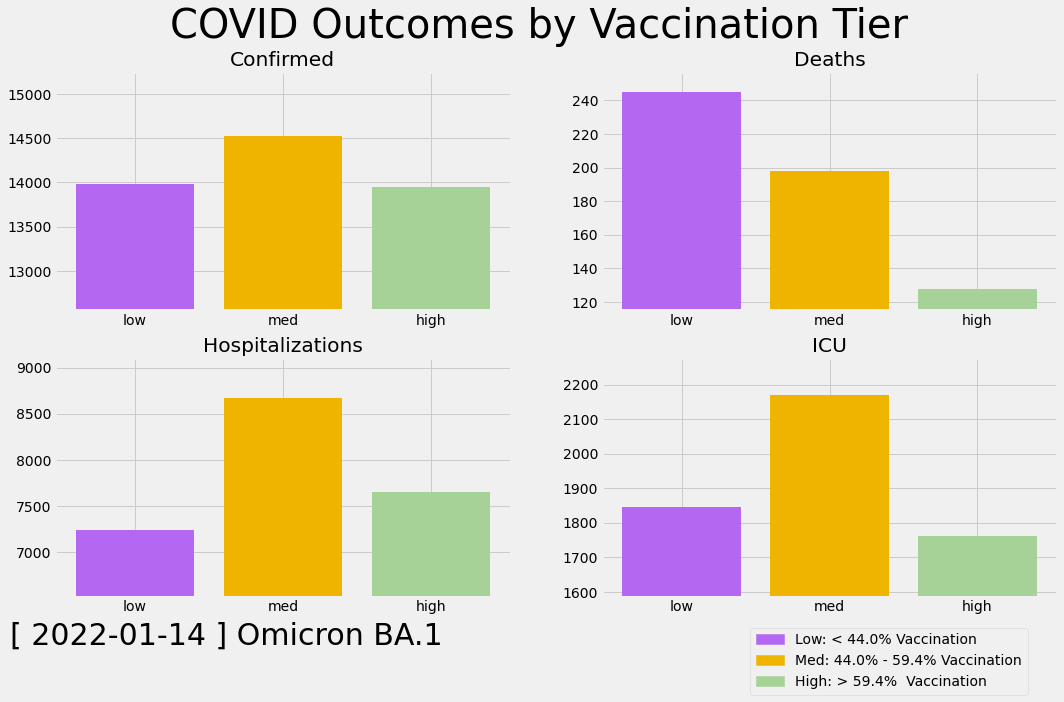 COVID Outcomes by Vaccination Tier
Confirmed
15000
14500
14000
13500
13000
low med high
Deaths
240
220
200
180
160
140
120
low med high
Hospitalizations
9000
8500
8000
7500
7000
low med high
ICU
2200
2100
2000
1900
1800
1700
1600
low med high
[ 2022-01-14 ] Omicron BA.1
Low: < 44.0% Vaccination
Med: 44.0% - 59.4% Vaccination
High: > 59.4%  Vaccination